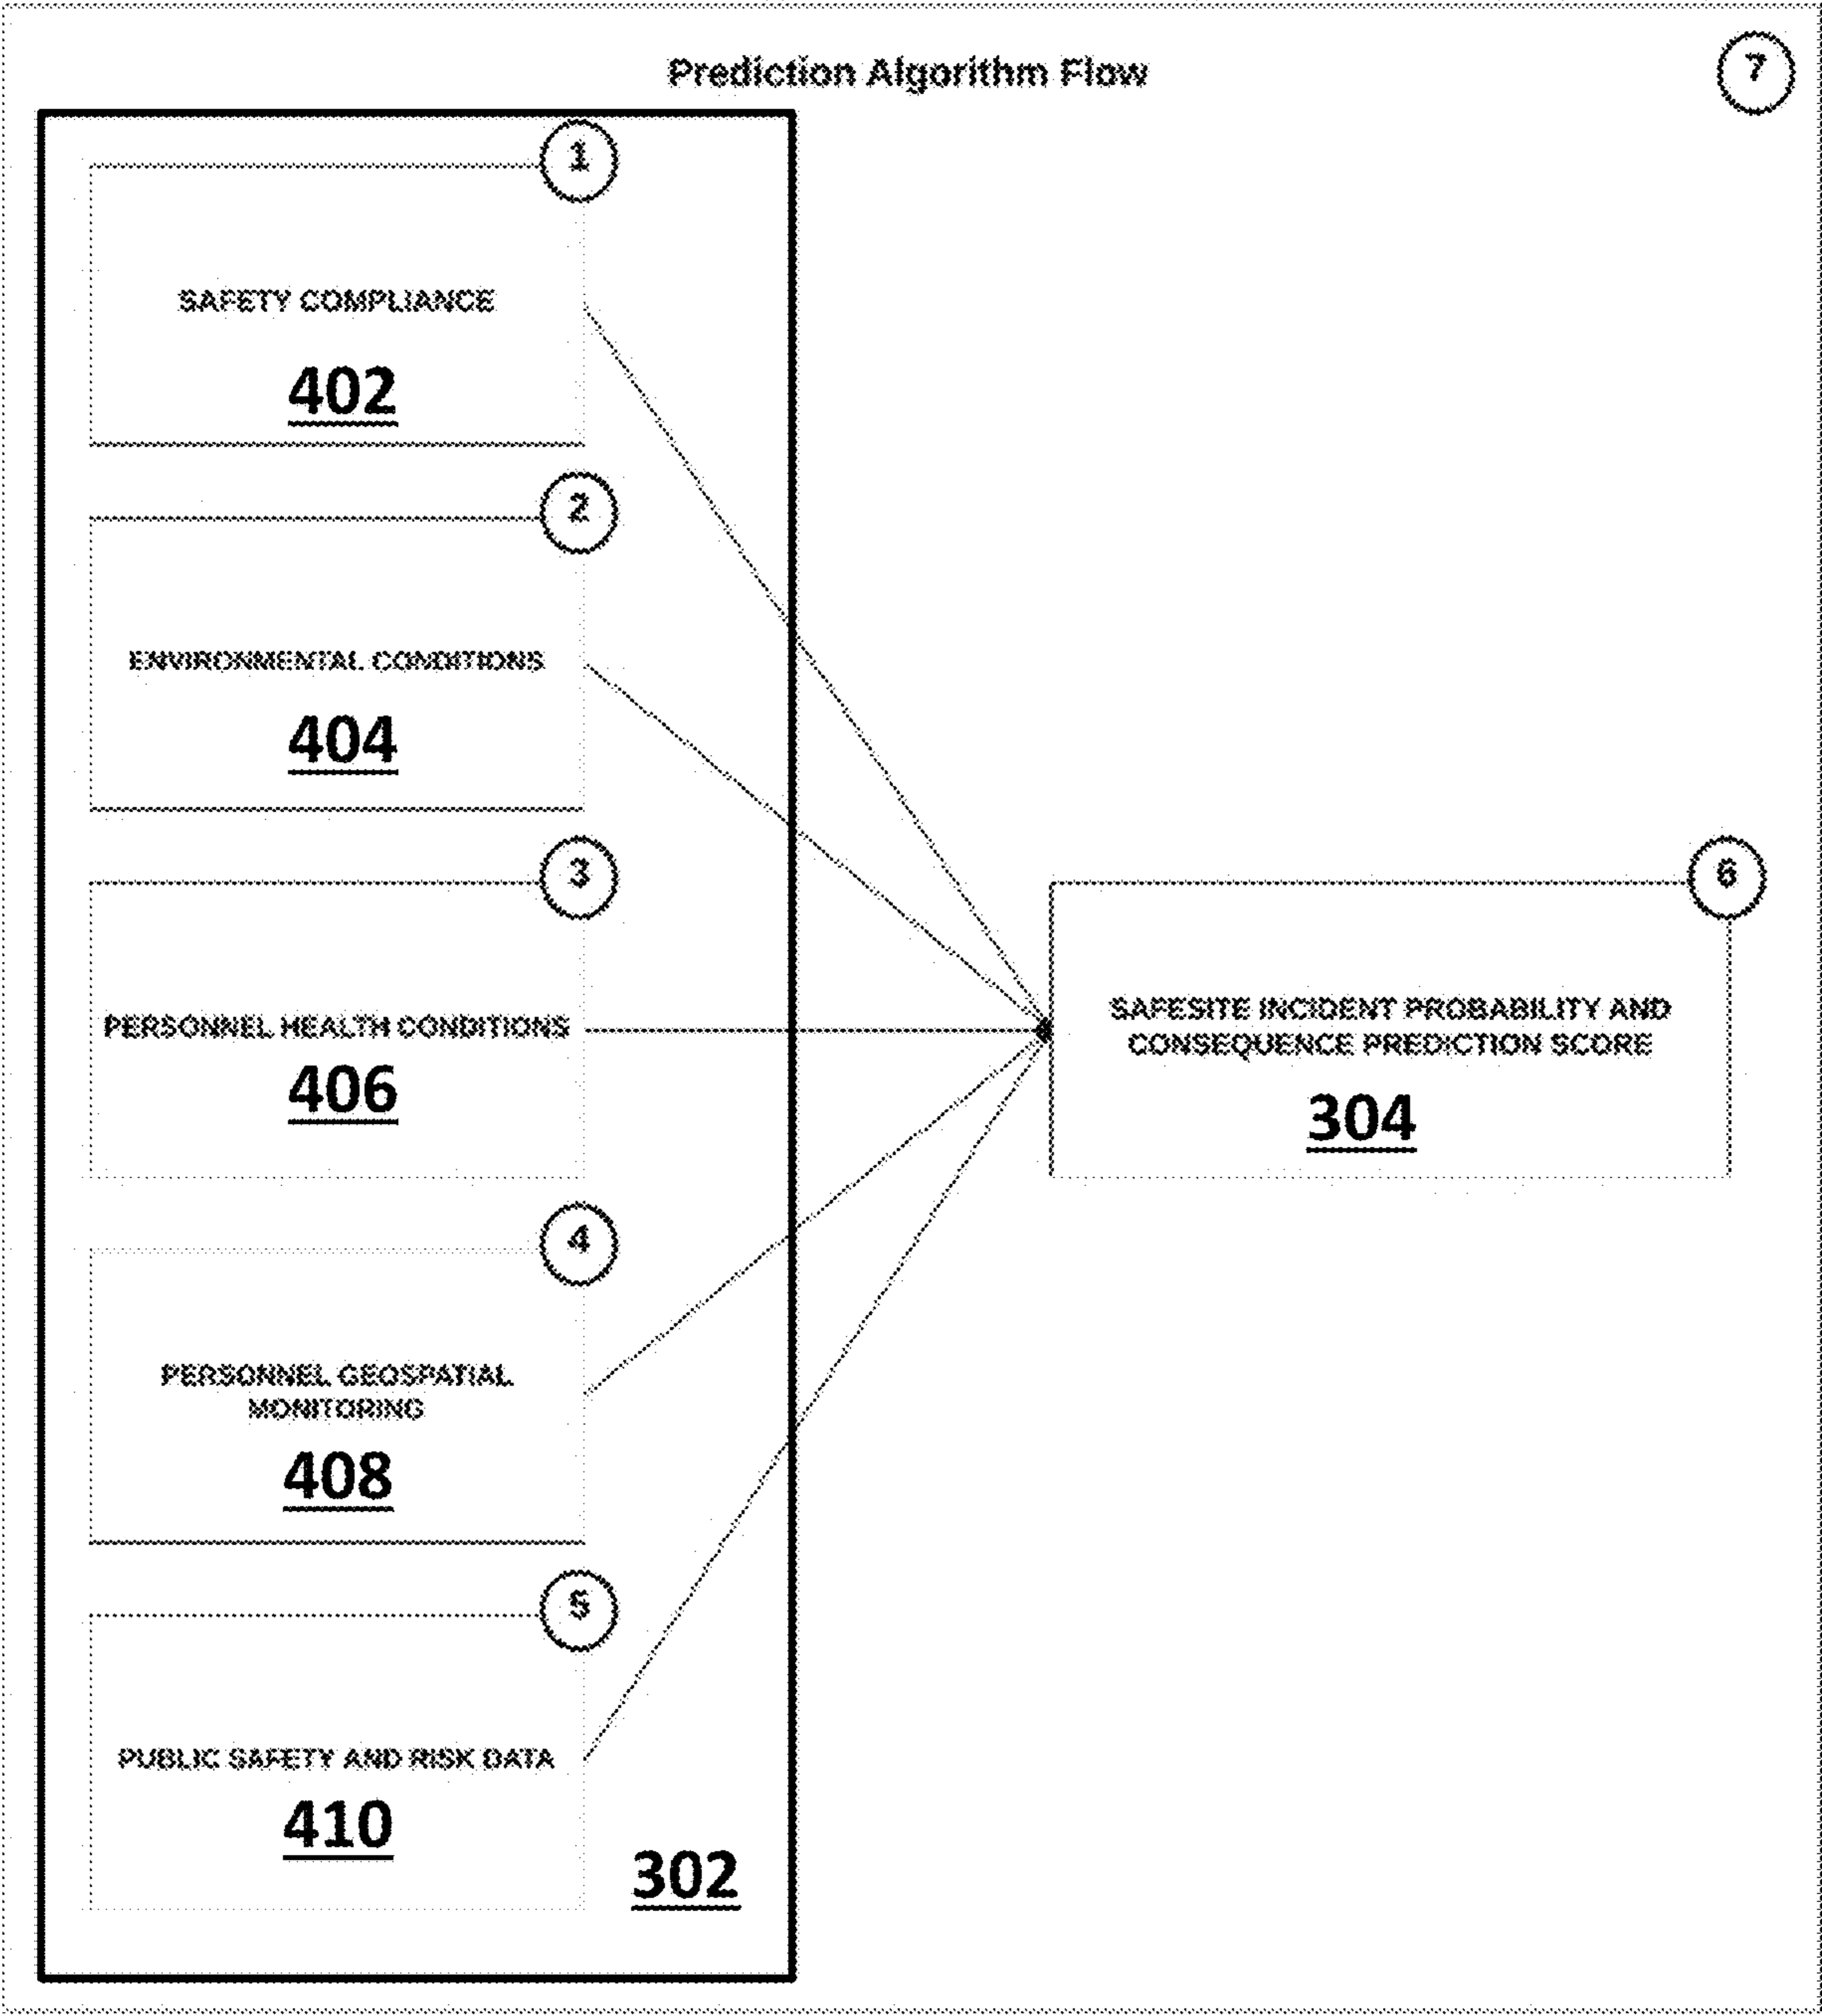 Prediction Algorithm Flow
7
1
SAFETY COMPLIANCE
402
2
ENVIRONMENTAL CONDITIONS
404
3
PERSONNEL HEALTH CONDITIONS
406
4
PERSONNEL GEOSPATIAL
MONITORING
408
5
PUBLIC SAFETY AND RISK DATA
410
302
6
SAFESITE INCIDENT PROBABILITY AND
CONSEQUENCE PREDICTION SCORE
304